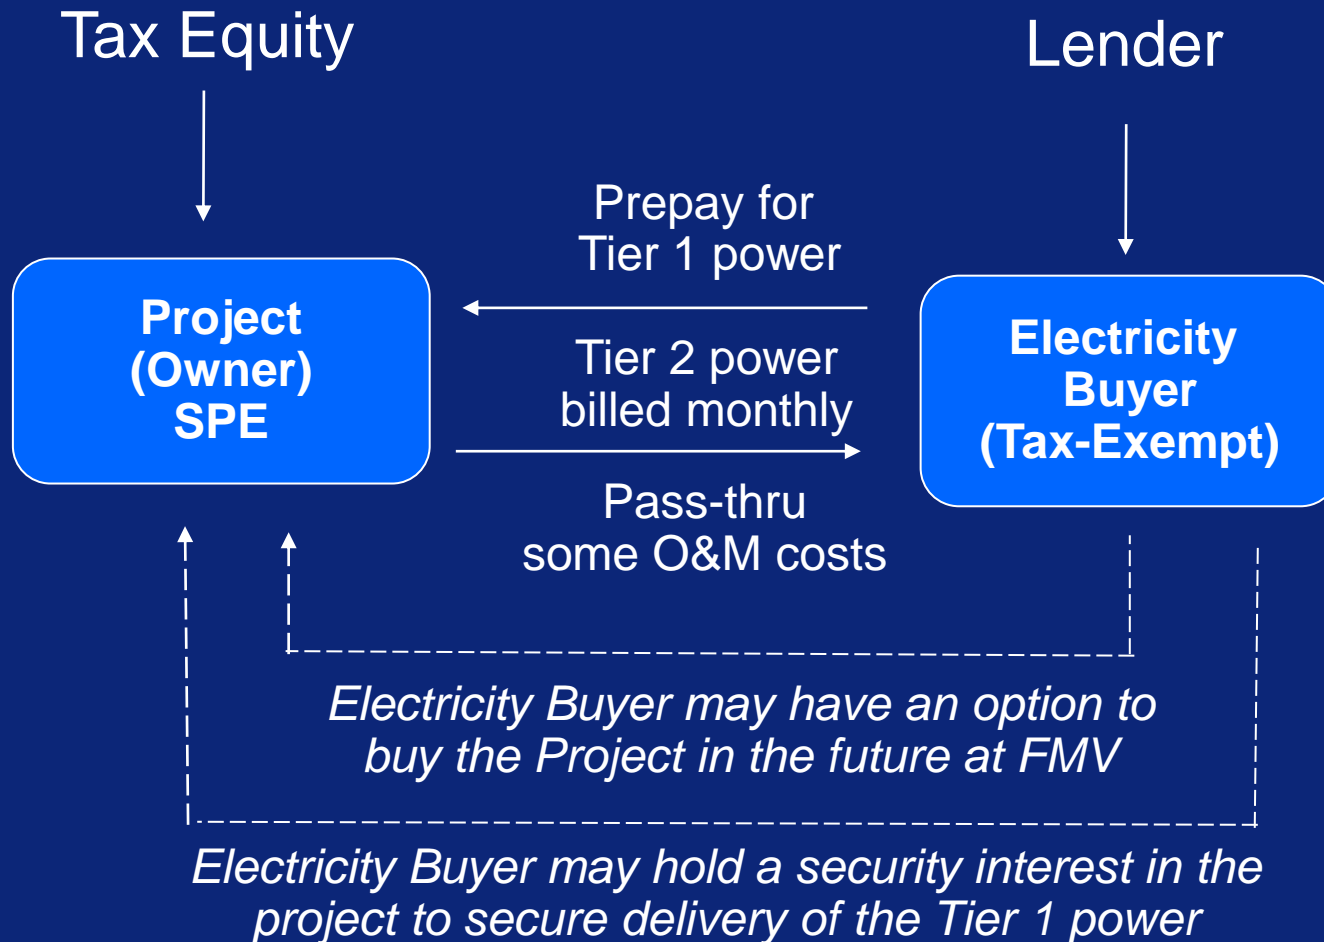 Tax Equity
Lender
Prepay for
Tier 1 power
Project
(Owner)
SPE
Tier 2 power
billed monthly
Electricity
Buyer
(Tax-Exempt)
Pass-thru
some O&M costs
Electricity Buyer may have an option to
buy the Project in the future at FMV
Electricity Buyer may hold a security interest in the
project to secure delivery of the Tier 1 power